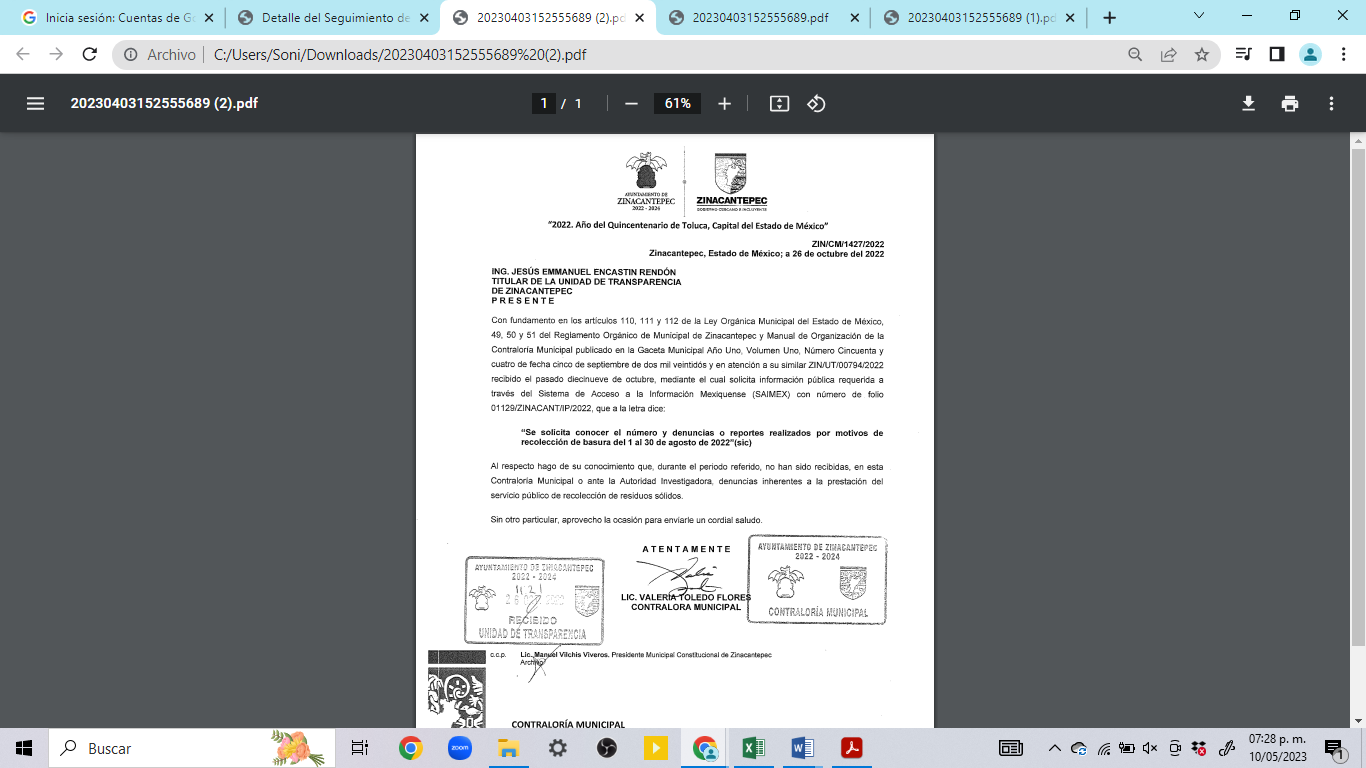 Inicia sesión: Cuentas de Go
Detalle del Seguimiento de
20230403152555689 (2).pd
20230403152555689.pdf
20230403152555689 (1).pd
Archivo
C:/Users/Soni/Downloads/20230403152555689%20(2).pdf
20230403152555689 (2).pdf
1 / 1
61%
AYUNTAMIENTO DE
ZINACANTEPEC
2022 - 2024
ZINACANTEPEC
GOBIERNO CERCANO E INCLUYENTE
"2022. Año del Quincentenario de Toluca, Capital del Estado de México"
ZIN/CM/1427/2022
Zinacantepec, Estado de México; a 26 de octubre del 2022
ING. JESÚS EMMANUEL ENCASTIN RENDÓN
TITULAR DE LA UNIDAD DE TRANSPARENCIA
DE ZINACANTEPEC
P R E S E N T E
Con fundamento en los artículos 110, 111 y 112 de la Ley Orgánica Municipal del Estado de México,
49, 50 y 51 del Reglamento Orgánico de Municipal de Zinacantepec y Manual de Organización de la
Contraloría Municipal publicado en la Gaceta Municipal Año Uno, Volumen Uno, Número Cincuenta y
cuatro de fecha cinco de septiembre de dos mil veintidós y en atención a su similar ZIN/UT/00794/2022
recibido el pasado diecinueve de octubre, mediante el cual solicita información pública requerida a
través del Sistema de Acceso a la Información Mexiquense (SAIMEX) con número de folio
01129/ZINACANT/IP/2022, que a la letra dice:
"Se solicita conocer el número y denuncias o reportes realizados por motivos de
recolección de basura del 1 al 30 de agosto de 2022"(sic)
Al respecto hago de su conocimiento que, durante el periodo referido, no han sido recibidas, en esta
Contraloría Municipal o ante la Autoridad Investigadora, denuncias inherentes a la prestación del
servicio público de recolección de residuos sólidos.
Sin otro particular, aprovecho la ocasión para enviarle un cordial saludo.
A T E N T A M E N T E
LIC. VALERIA TOLEDO FLORES
CONTRALORA MUNICIPAL
AYUNTAMIENTO DE ZINACANTEPEC
2022 - 2024
CONTRALORÍA MUNICIPAL
AYUNTAMIENTO DE ZINACANTEPEC
2022 - 2024
RECIBIDO
UNIDAD DE TRANSPARENCIA
c.c.p. Lic. Manuel Vilchis Viveros. Presidente Municipal Constitucional de Zinacantepec
Archivo
CONTRALORÍA MUNICIPAL
Buscar
zoom
07:28 p. m.
10/05/2023
1